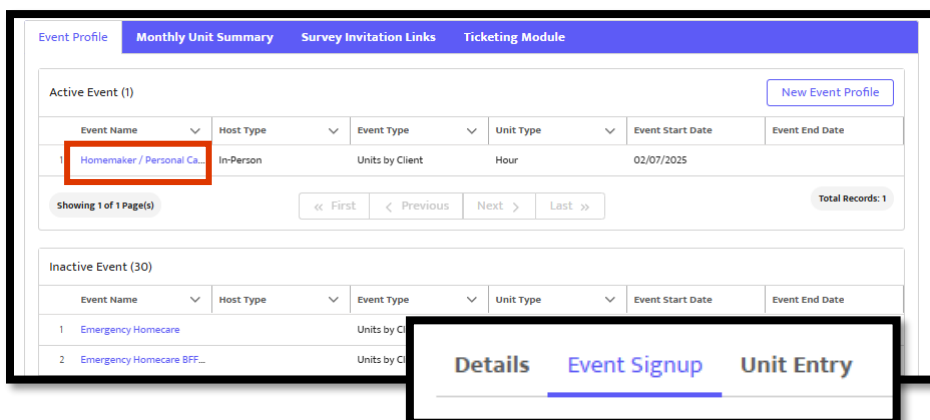 Event Profile Monthly Unit Summary Survey Invitation Links Ticketing Module
Active Event (1) New Event Profile
Event Name Host Type Event Type Unit Type Event Start Date Event End Date
1 Homemaker / Personal Ca... In-Person Units by Client Hour 02/07/2025
Showing 1 of 1 Page(s) « First < Previous Next > Last » Total Records: 1
Inactive Event (30)
Event Name Host Type Event Type Unit Type Event Start Date Event End Date
1 Emergency Homecare Units by Cl
2 Emergency Homecare BFF... Units by Cl
Details Event Signup Unit Entry